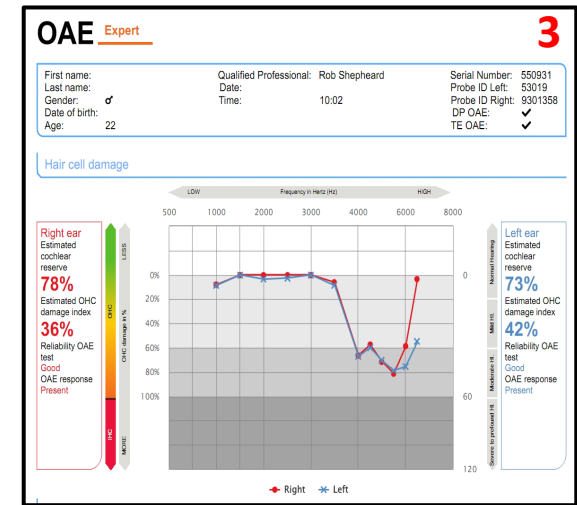 OAE Expert
3
First name:
Last name:
Gender: ♂
Date of birth:
Age: 22
Qualified Professional: Rob Shepheard
Date:
Time: 10:02
Serial Number: 550931
Probe ID Left: 53019
Probe ID Right: 9301358
DP OAE: ✔
TE OAE: ✔
Hair cell damage
LOW Frequency in Hertz (Hz) HIGH
500 1000 2000 3000 4000 6000 8000
Right ear
Estimated
cochlear
reserve
78%
Estimated OHC
damage index
36%
Reliability OAE
test
Good
OAE response
Present
OHC
IHC
LESS
OHC damage in %
MORE
0%
20%
40%
60%
80%
100%
0
60
120
Normal Hearing
Mild Hl.
Moderate Hl.
Severe to profound Hl.
Left ear
Estimated
cochlear
reserve
73%
Estimated OHC
damage index
42%
Reliability OAE
test
Good
OAE response
Present
Right Left